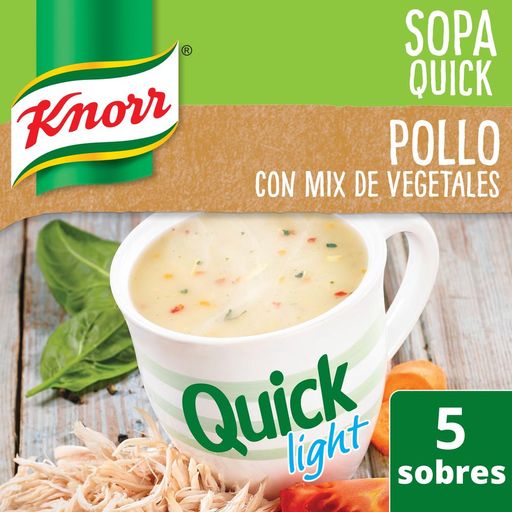 SOPA
QUICK
Knorr®
POLLO
CON MIX DE VEGETALES
Quick
light
5
sobres